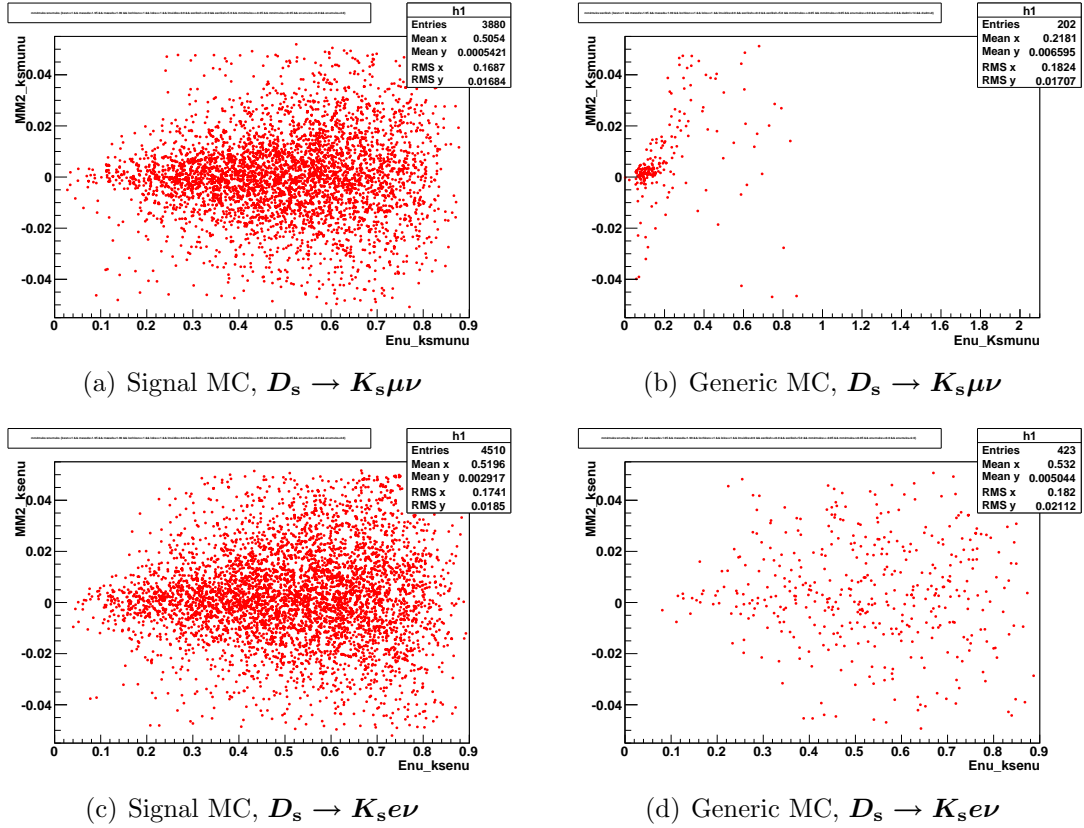 h1
Entries 3880
Mean x 0.5054
Mean y 0.0005421
RMS x 0.1687
RMS y 0.01684
MM2_ksmunu
0.04
0.02
0
-0.02
-0.04
0 0.1 0.2 0.3 0.4 0.5 0.6 0.7 0.8 0.9
Enu_ksmunu
(a) Signal MC, D_s → K_sμν
h1
Entries 202
Mean x 0.2181
Mean y 0.006595
RMS x 0.1824
RMS y 0.01707
MM2_Ksmunu
0.04
0.02
0
-0.02
-0.04
0 0.2 0.4 0.6 0.8 1 1.2 1.4 1.6 1.8 2
Enu_Ksmunu
(b) Generic MC, D_s → K_sμν
h1
Entries 4510
Mean x 0.5196
Mean y 0.002917
RMS x 0.1741
RMS y 0.0185
MM2_ksenu
0.04
0.02
0
-0.02
-0.04
0 0.1 0.2 0.3 0.4 0.5 0.6 0.7 0.8 0.9
Enu_ksenu
(c) Signal MC, D_s → K_seν
h1
Entries 423
Mean x 0.532
Mean y 0.005044
RMS x 0.182
RMS y 0.02112
MM2_ksenu
0.04
0.02
0
-0.02
-0.04
0 0.1 0.2 0.3 0.4 0.5 0.6 0.7 0.8 0.9
Enu_ksenu
(d) Generic MC, D_s → K_seν